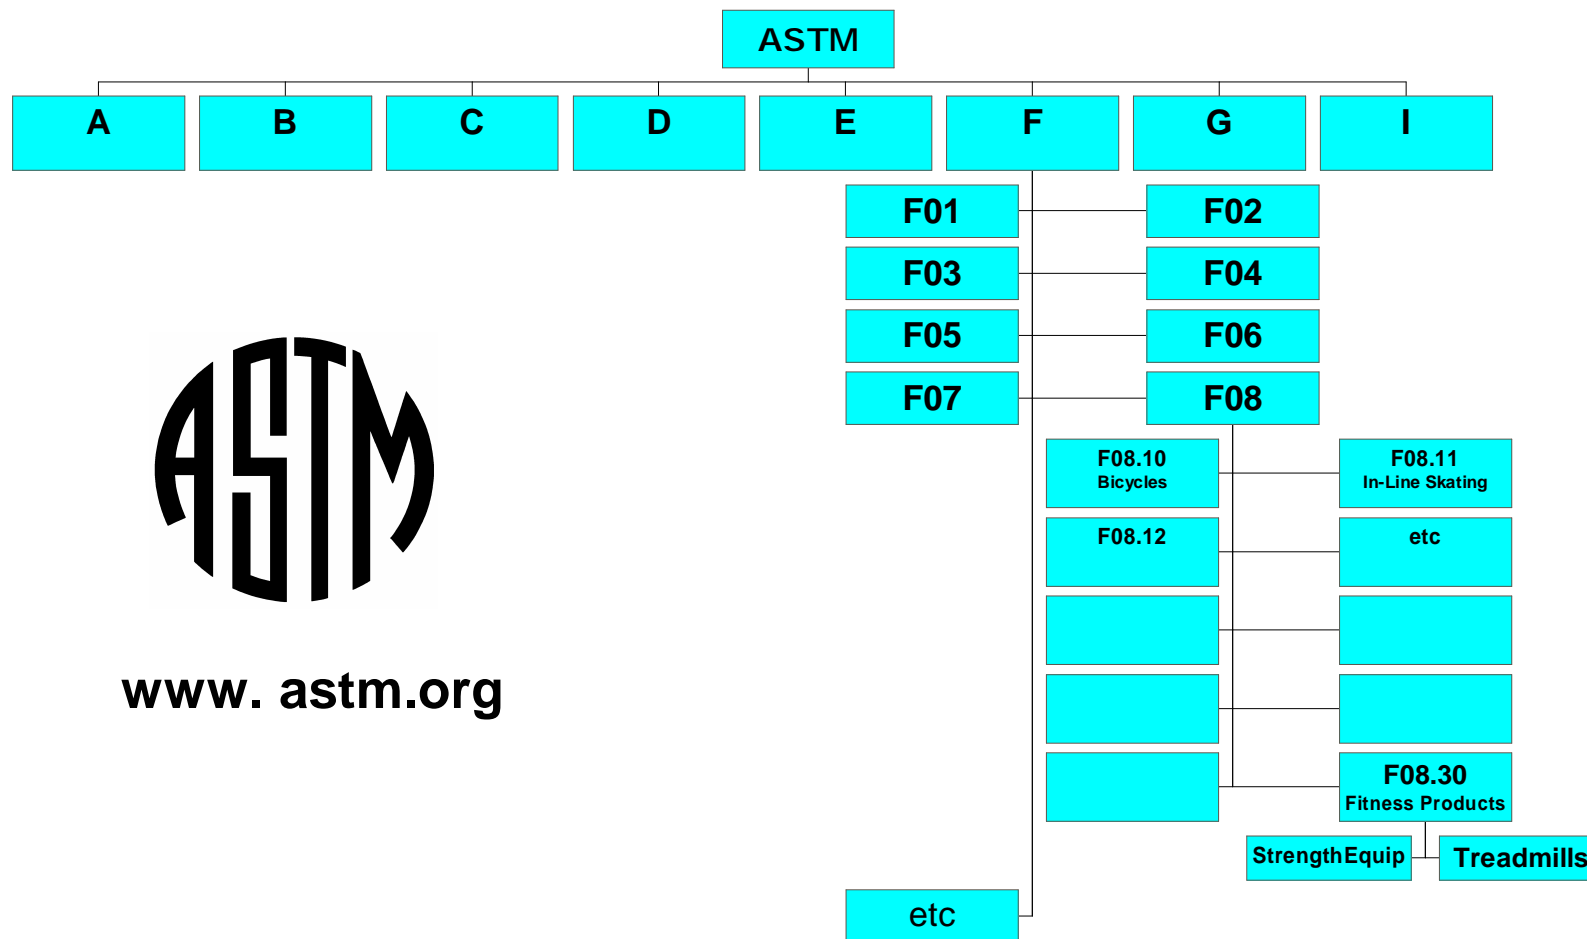 ASTM
A B C D E F G I
F01 F02
F03 F04
F05 F06
F07 F08
F08.10 F08.11
Bicycles In-Line Skating
F08.12 etc
ASTM
www. astm.org
F08.30
Fitness Products
StrengthEquip Treadmills
etc